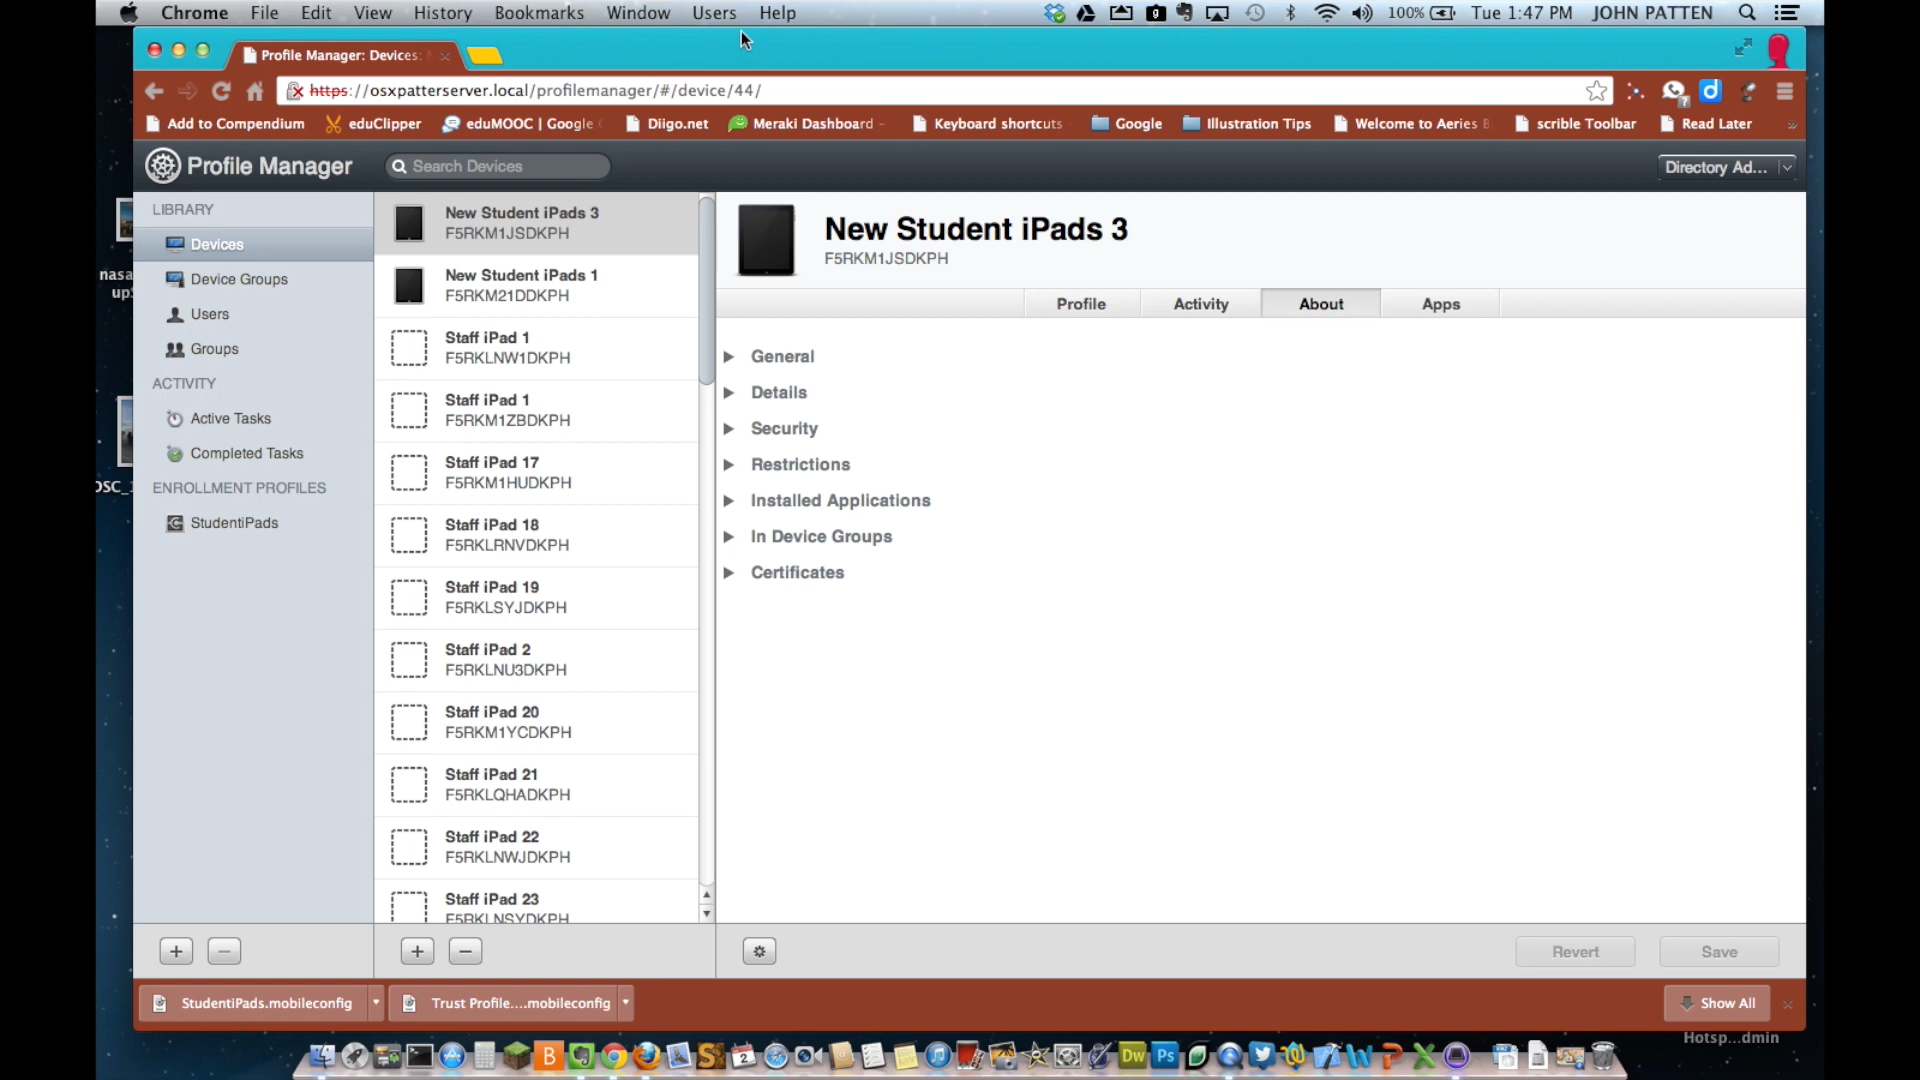 Chrome File Edit View History Bookmarks Window Users Help 100% Tue 1:47 PM JOHN PATTEN
Profile Manager: Devices:
https://osxpatterserver.local/profilemanager/#/device/44/
Add to Compendium eduClipper eduMOOC | Google Diigo.net Meraki Dashboard - Keyboard shortcuts Google Illustration Tips Welcome to Aeries B scrible Toolbar Read Later »
Profile Manager Search Devices Directory Ad...
LIBRARY
Devices
Device Groups
Users
Groups
ACTIVITY
Active Tasks
Completed Tasks
ENROLLMENT PROFILES
StudentiPads
New Student iPads 3
F5RKM1JSDKPH
New Student iPads 1
F5RKM21DDKPH
Staff iPad 1
F5RKLNW1DKPH
Staff iPad 1
F5RKM1ZBDKPH
Staff iPad 17
F5RKM1HUDKPH
Staff iPad 18
F5RKLRNVDKPH
Staff iPad 19
F5RKLSYJDKPH
Staff iPad 2
F5RKLNU3DKPH
Staff iPad 20
F5RKM1YCDKPH
Staff iPad 21
F5RKLQHADKPH
Staff iPad 22
F5RKLNWJDKPH
Staff iPad 23
F5RKLNSYDKPH
New Student iPads 3
F5RKM1JSDKPH
Profile Activity About Apps
General
Details
Security
Restrictions
Installed Applications
In Device Groups
Certificates
Revert Save
StudentiPads.mobileconfig Trust Profile....mobileconfig Show All
nasa
up
DSC_
Hotsp...dmin